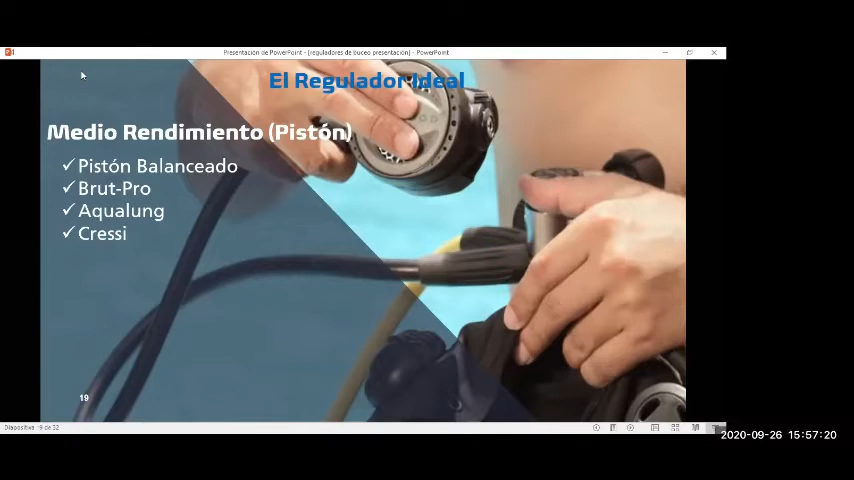 Presentación de PowerPoint - [reguladores de buceo presentación] - PowerPoint
El Regulador Ideal
Medio Rendimiento (Pistón)
✓ Pistón Balanceado
✓ Brut-Pro
✓ Aqualung
✓ Cressi
19
Diapositiva 19 de 32
2020-09-26 15:57:20